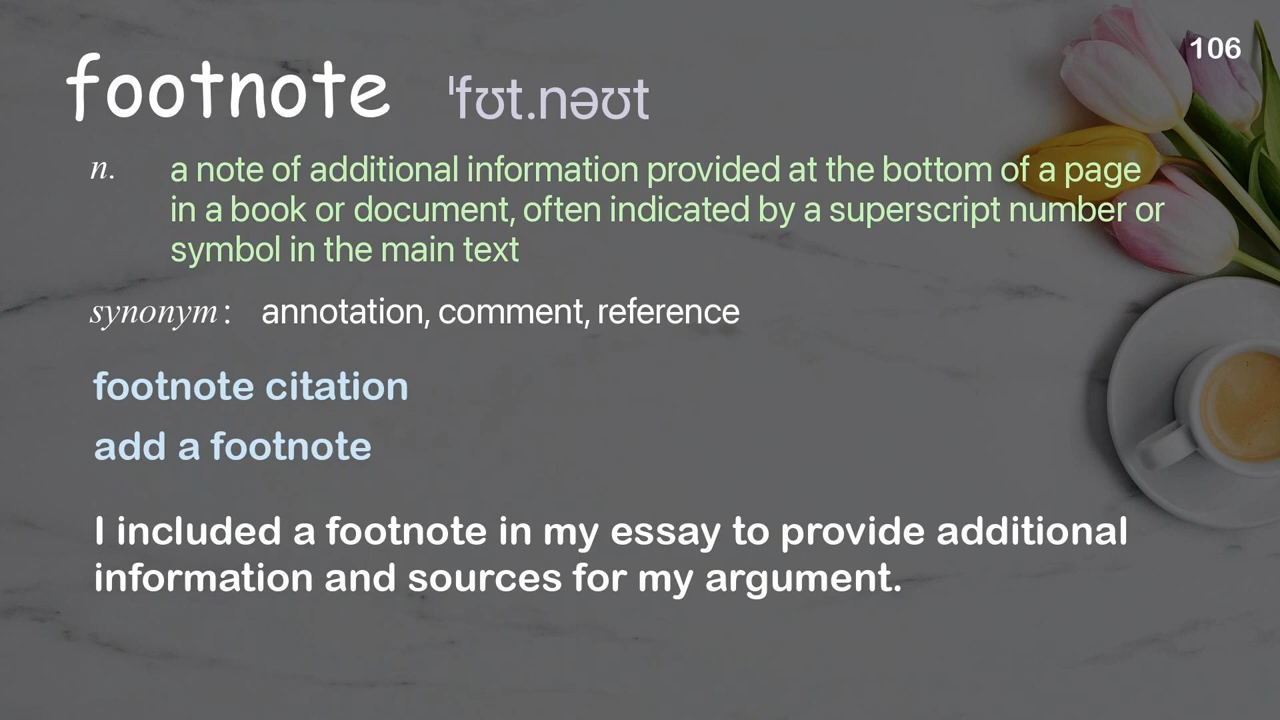 106
footnote ˈfʊt.nəʊt
n. a note of additional information provided at the bottom of a page
in a book or document, often indicated by a superscript number or
symbol in the main text
synonym: annotation, comment, reference
footnote citation
add a footnote
I included a footnote in my essay to provide additional
information and sources for my argument.